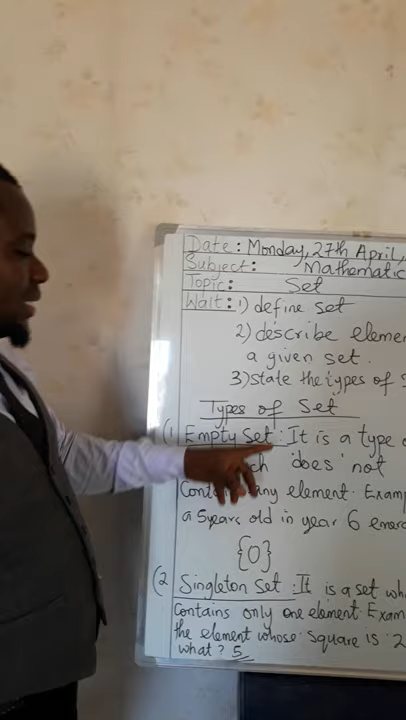 Date: Monday, 27th April,
Subject: Mathematic
Topic: Set
Walt: 1) define set
2) describe eleme
a given set.
3) state the types of S
Types of Set
(1 Empty Set: It is a type o
ch does not
Contain any element. Exam
a 5years old in year 6
{0}
(2 Singleton Set: It is a set wh
Contains only one element. Exam
the element whose square is 2
what? 5